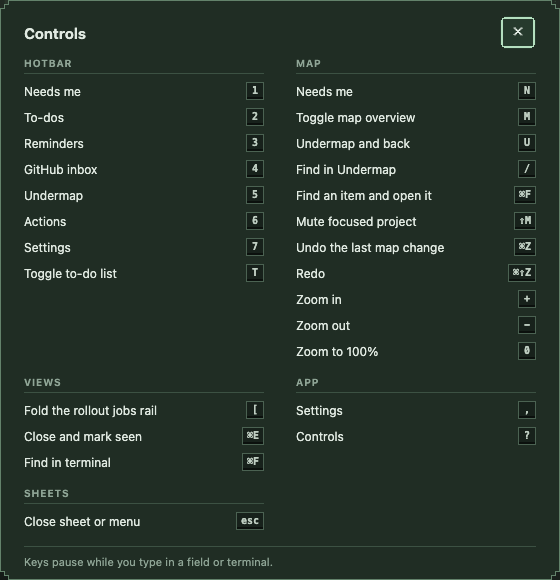 Controls ×
HOTBAR
Needs me 1
To-dos 2
Reminders 3
GitHub inbox 4
Undermap 5
Actions 6
Settings 7
Toggle to-do list T
MAP
Needs me N
Toggle map overview M
Undermap and back U
Find in Undermap /
Find an item and open it ⌘F
Mute focused project ⇧M
Undo the last map change ⌘Z
Redo ⌘⇧Z
Zoom in +
Zoom out −
Zoom to 100% 0
VIEWS
Fold the rollout jobs rail [
Close and mark seen ⌘E
Find in terminal ⌘F
APP
Settings ,
Controls ?
SHEETS
Close sheet or menu esc
Keys pause while you type in a field or terminal.